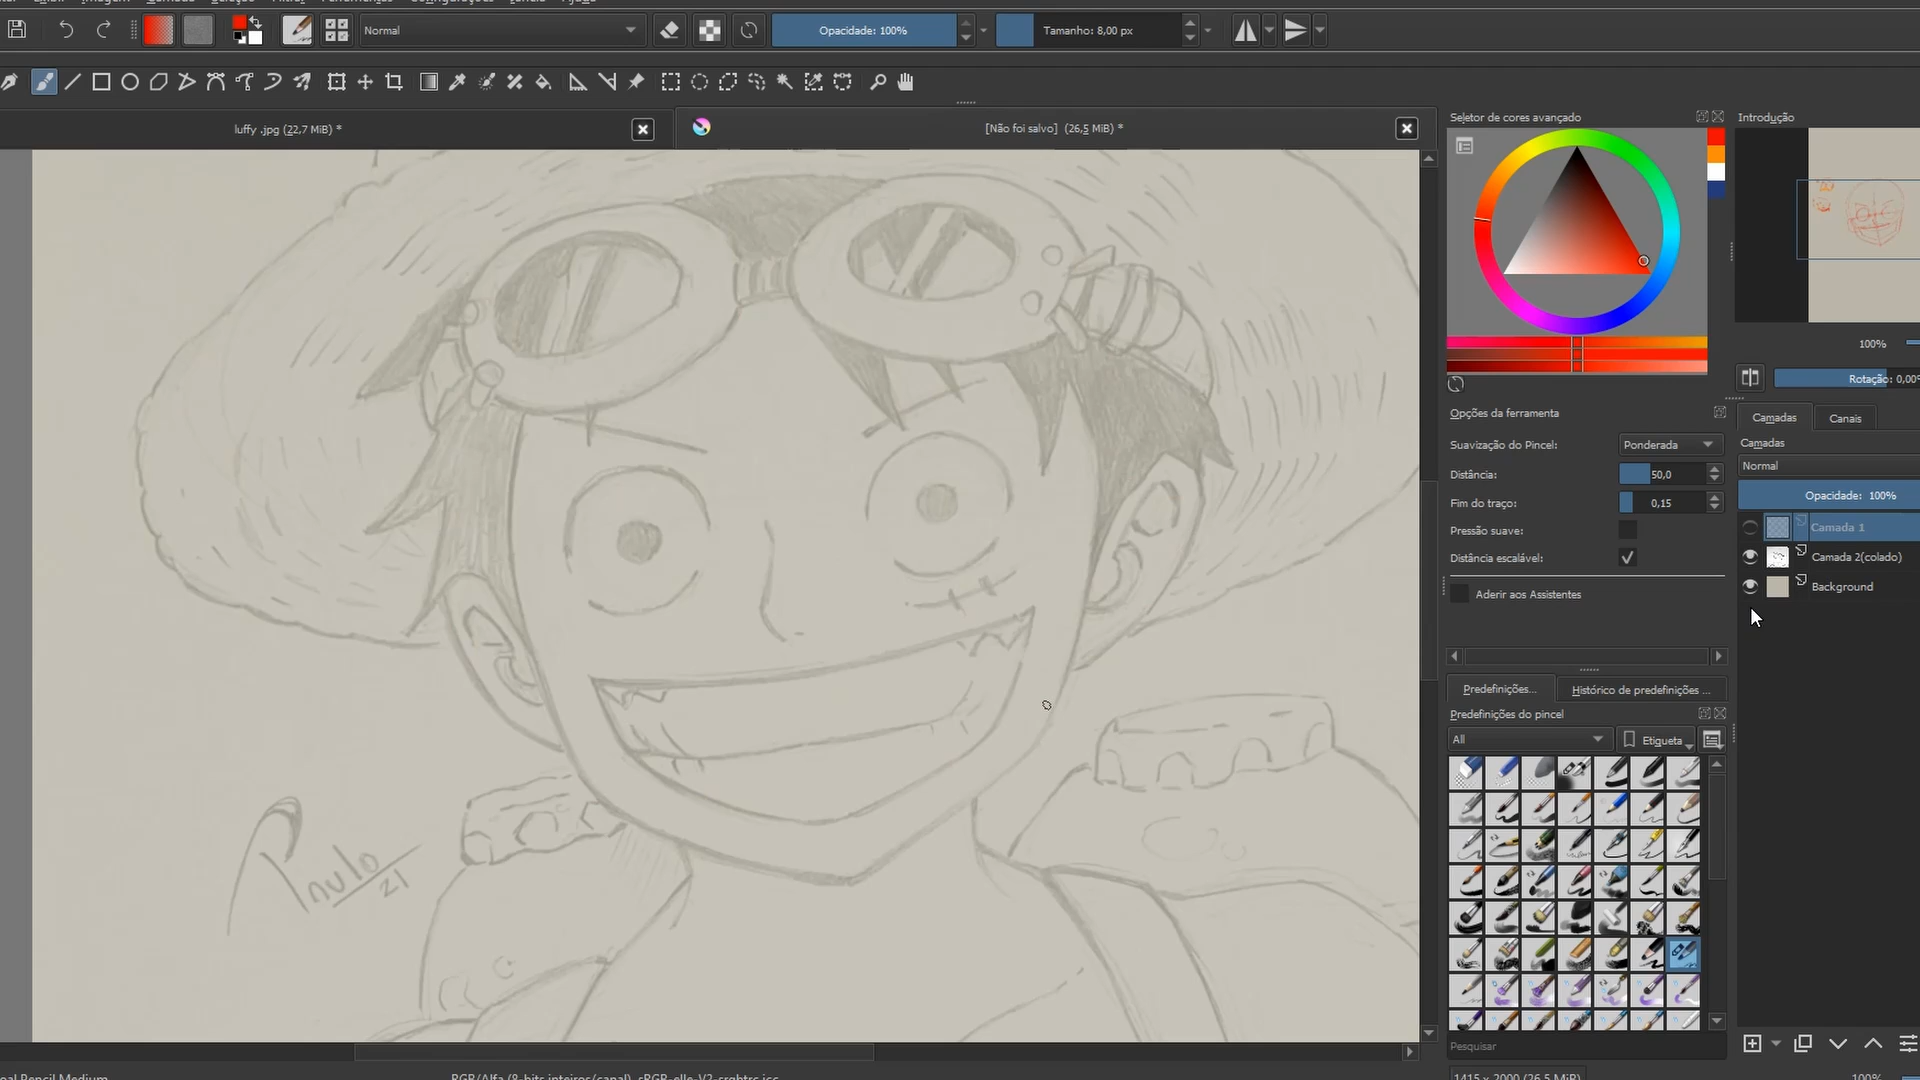 Normal
Opacidade: 100%
Tamanho: 8,00 px
luffy .jpg (22,7 MiB) *
[Não foi salvo] (26,5 MiB) *
Seletor de cores avançado
Introdução
100%
Rotação: 0,00°
Opções da ferramenta
Camadas
Canais
Suavização do Pincel:
Ponderada
Camadas
Normal
Distância:
50,0
Opacidade: 100%
Fim do traço:
0,15
Pressão suave:
Camada 1
Distância escalável:
Camada 2(colado)
Background
Aderir aos Assistentes
Predefinições...
Histórico de predefinições ...
Predefinições do pincel
All
Etiqueta
Paulo
21
Pesquisar